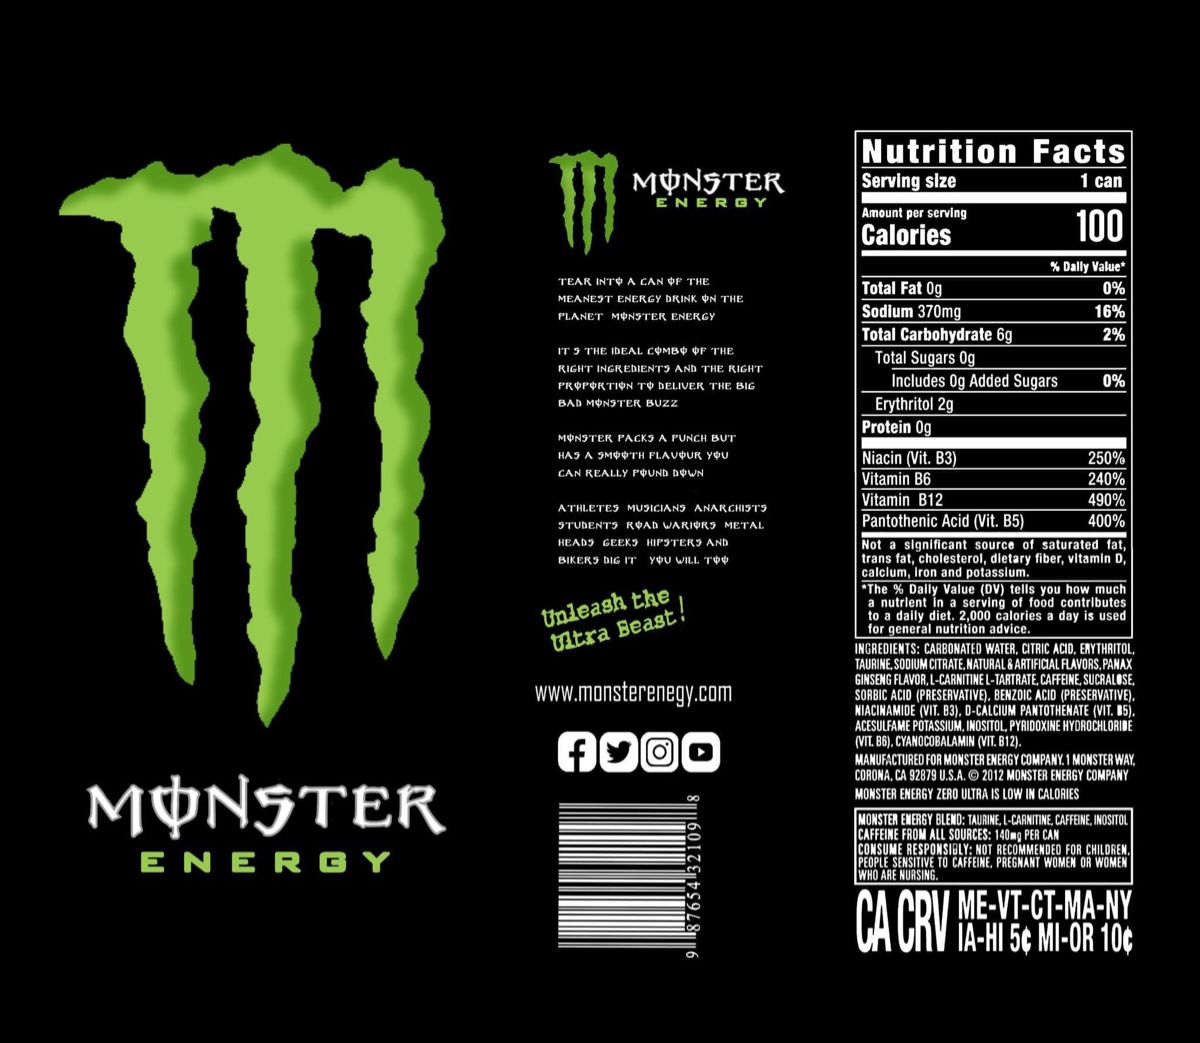 MONSTER
ENERGY
MONSTER
ENERGY
TEAR INTO A CAN OF THE
MEANEST ENERGY DRINK ON THE
PLANET MONSTER ENERGY
IT S THE IDEAL COMBO OF THE
RIGHT INGREDIENTS AND THE RIGHT
PROPORTION TO DELIVER THE BIG
BAD MONSTER BUZZ
MONSTER PACKS A PUNCH BUT
HAS A SMOOTH FLAVOUR YOU
CAN REALLY POUND DOWN
ATHLETES MUSICIANS ANARCHISTS
STUDENTS ROAD WARIORS METAL
HEADS GEEKS HIPSTERS AND
BIKERS DIG IT YOU WILL TOO
Unleash the
Ultra Beast!
www.monsterenegy.com
9 87654 32109 8
Nutrition Facts
Serving size 1 can
Amount per serving
Calories 100
% Daily Value*
Total Fat 0g 0%
Sodium 370mg 16%
Total Carbohydrate 6g 2%
Total Sugars 0g
Includes 0g Added Sugars 0%
Erythritol 2g
Protein 0g
Niacin (Vit. B3) 250%
Vitamin B6 240%
Vitamin B12 490%
Pantothenic Acid (Vit. B5) 400%
Not a significant source of saturated fat,
trans fat, cholesterol, dietary fiber, vitamin D,
calcium, iron and potassium.
*The % Daily Value (DV) tells you how much
a nutrient in a serving of food contributes
to a daily diet. 2,000 calories a day is used
for general nutrition advice.
INGREDIENTS: CARBONATED WATER, CITRIC ACID, ERYTHRITOL,
TAURINE, SODIUM CITRATE, NATURAL & ARTIFICIAL FLAVORS, PANAX
GINSENG FLAVOR, L-CARNITINE L-TARTRATE, CAFFEINE, SUCRALOSE,
SORBIC ACID (PRESERVATIVE), BENZOIC ACID (PRESERVATIVE),
NIACINAMIDE (VIT. B3), D-CALCIUM PANTOTHENATE (VIT. B5),
ACESULFAME POTASSIUM, INOSITOL, PYRIDOXINE HYDROCHLORIDE
(VIT. B6), CYANOCOBALAMIN (VIT. B12).
MANUFACTURED FOR MONSTER ENERGY COMPANY. 1 MONSTER WAY,
CORONA, CA 92879 U.S.A. © 2012 MONSTER ENERGY COMPANY
MONSTER ENERGY ZERO ULTRA IS LOW IN CALORIES
MONSTER ENERGY BLEND: TAURINE, L-CARNITINE, CAFFEINE, INOSITOL
CAFFEINE FROM ALL SOURCES: 140mg PER CAN
CONSUME RESPONSIBLY: NOT RECOMMENDED FOR CHILDREN,
PEOPLE SENSITIVE TO CAFFEINE, PREGNANT WOMEN OR WOMEN
WHO ARE NURSING.
CA CRV ME-VT-CT-MA-NY
IA-HI 5¢ MI-OR 10¢